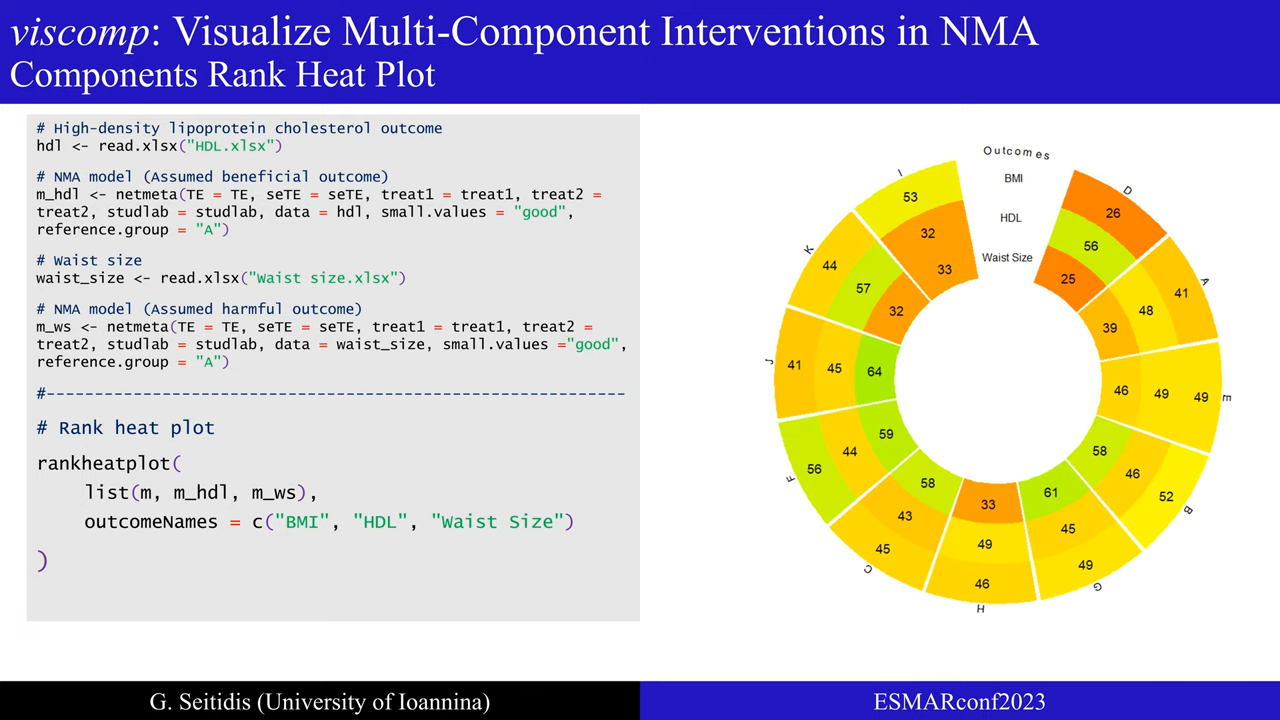 viscomp: Visualize Multi-Component Interventions in NMA
Components Rank Heat Plot
# High-density lipoprotein cholesterol outcome
hdl <- read.xlsx("HDL.xlsx")
# NMA model (Assumed beneficial outcome)
m_hdl <- netmeta(TE = TE, seTE = seTE, treat1 = treat1, treat2 =
treat2, studlab = studlab, data = hdl, small.values = "good",
reference.group = "A")
# Waist size
waist_size <- read.xlsx("Waist size.xlsx")
# NMA model (Assumed harmful outcome)
m_ws <- netmeta(TE = TE, seTE = seTE, treat1 = treat1, treat2 =
treat2, studlab = studlab, data = waist_size, small.values ="good",
reference.group = "A")
#------------------------------------------------------------
# Rank heat plot
rankheatplot(
list(m, m_hdl, m_ws),
outcomeNames = c("BMI", "HDL", "Waist Size")
)
Outcomes
BMI
HDL
Waist Size
D
26
56
25
A
41
48
39
E
49
49
46
B
52
46
58
G
49
45
61
H
46
49
33
C
45
43
58
F
56
44
59
J
41
45
64
K
44
57
32
I
53
32
33
G. Seitidis (University of Ioannina)
ESMARconf2023